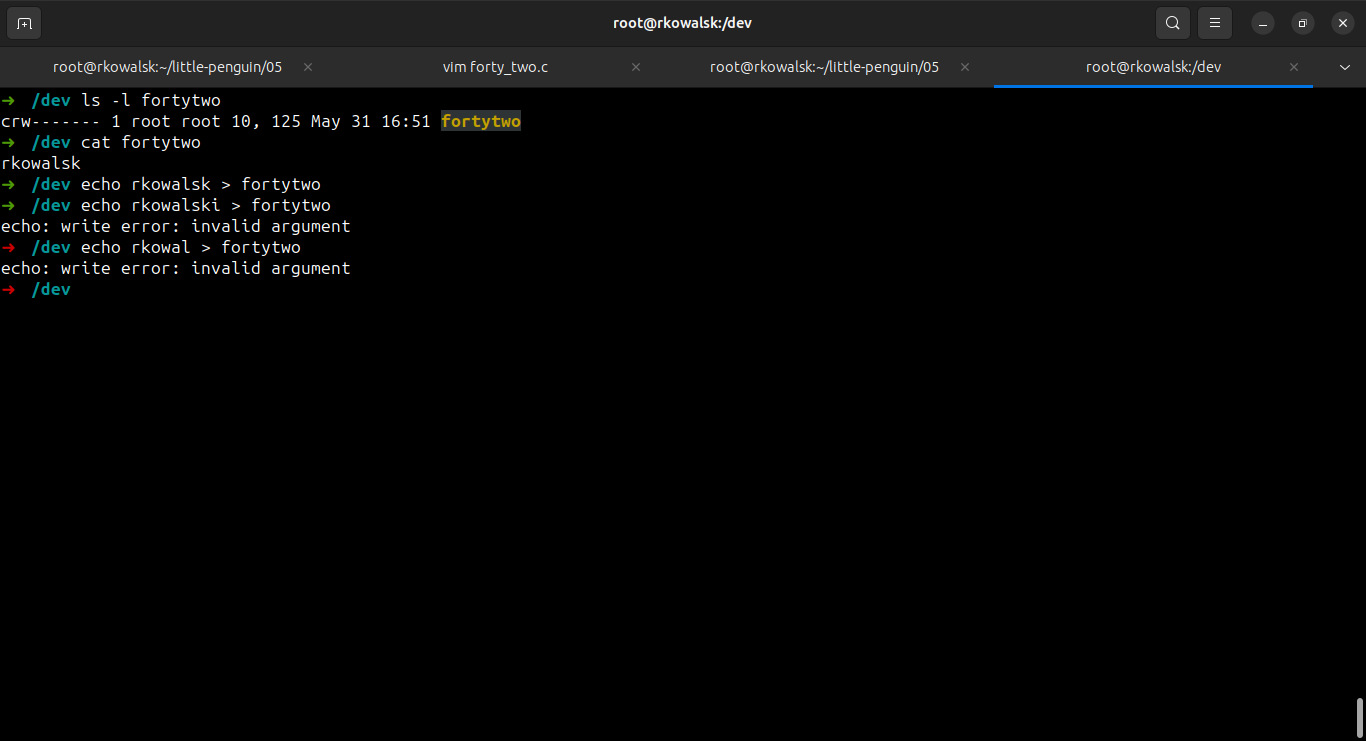 root@rkowalsk:/dev
root@rkowalsk:~/little-penguin/05 vim forty_two.c root@rkowalsk:~/little-penguin/05 root@rkowalsk:/dev
➜ /dev ls -l fortytwo
crw------- 1 root root 10, 125 May 31 16:51 fortytwo
➜ /dev cat fortytwo
rkowalsk
➜ /dev echo rkowalsk > fortytwo
➜ /dev echo rkowalski > fortytwo
echo: write error: invalid argument
➜ /dev echo rkowal > fortytwo
echo: write error: invalid argument
➜ /dev